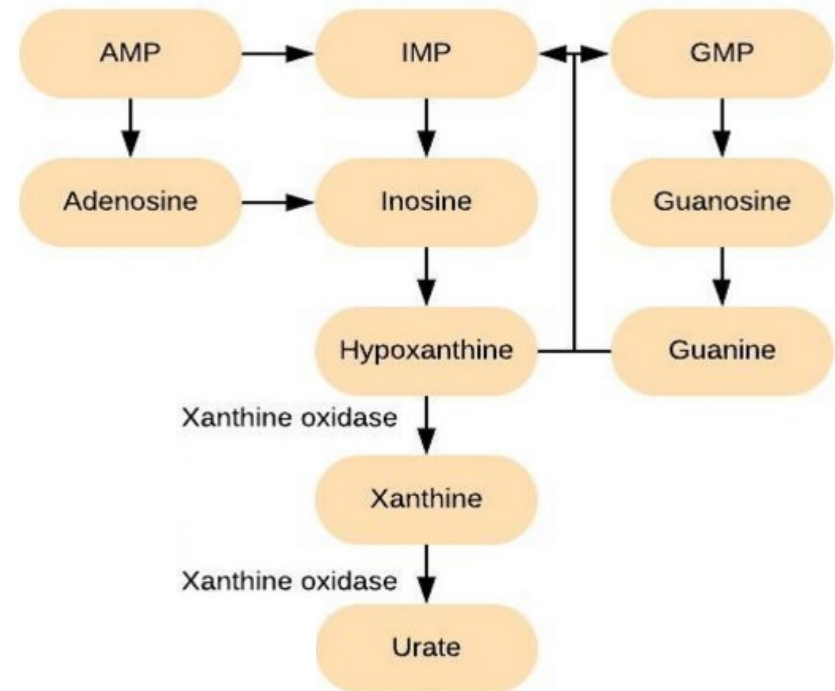 AMP
IMP
GMP
Adenosine
Inosine
Guanosine
Hypoxanthine
Guanine
Xanthine oxidase
Xanthine
Xanthine oxidase
Urate